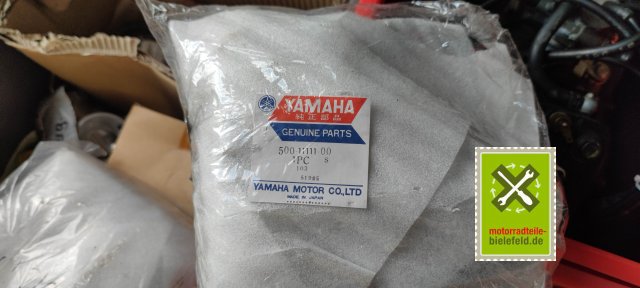 YAMAHA
純正部品
GENUINE PARTS
500-11111-00
1PC S
103
YAMAHA MOTOR CO.,LTD
MADE IN JAPAN
motorradteile-
bielefeld.de